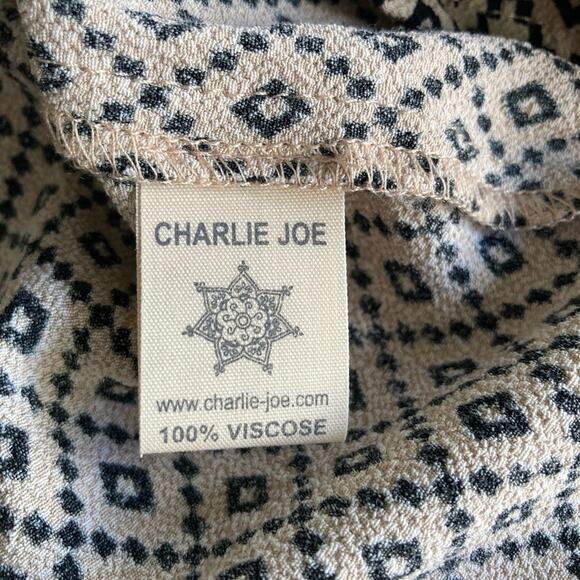 CHARLIE JOE
www.charlie-joe.com
100% VISCOSE